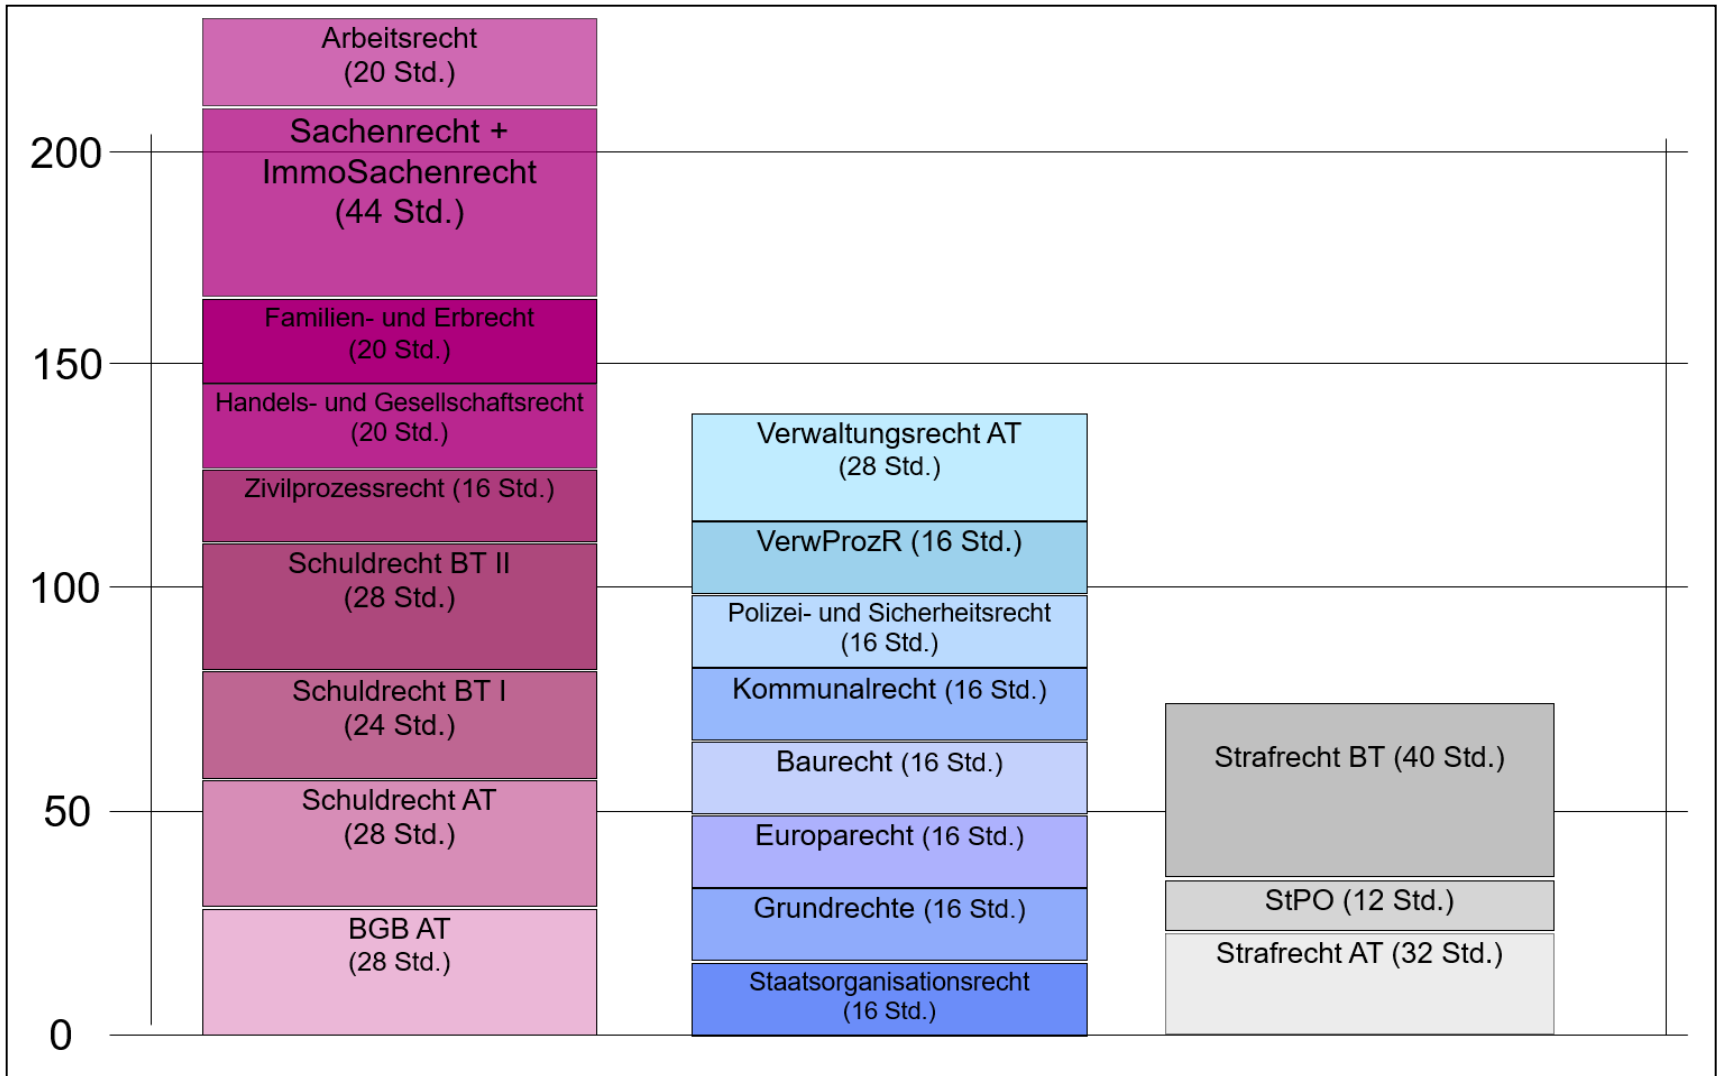 Arbeitsrecht
(20 Std.)
Sachenrecht +
ImmoSachenrecht
(44 Std.)
Familien- und Erbrecht
(20 Std.)
Handels- und Gesellschaftsrecht
(20 Std.)
Zivilprozessrecht (16 Std.)
Schuldrecht BT II
(28 Std.)
Schuldrecht BT I
(24 Std.)
Schuldrecht AT
(28 Std.)
BGB AT
(28 Std.)
Verwaltungsrecht AT
(28 Std.)
VerwProzR (16 Std.)
Polizei- und Sicherheitsrecht
(16 Std.)
Kommunalrecht (16 Std.)
Baurecht (16 Std.)
Europarecht (16 Std.)
Grundrechte (16 Std.)
Staatsorganisationsrecht
(16 Std.)
Strafrecht BT (40 Std.)
StPO (12 Std.)
Strafrecht AT (32 Std.)
200
150
100
50
0